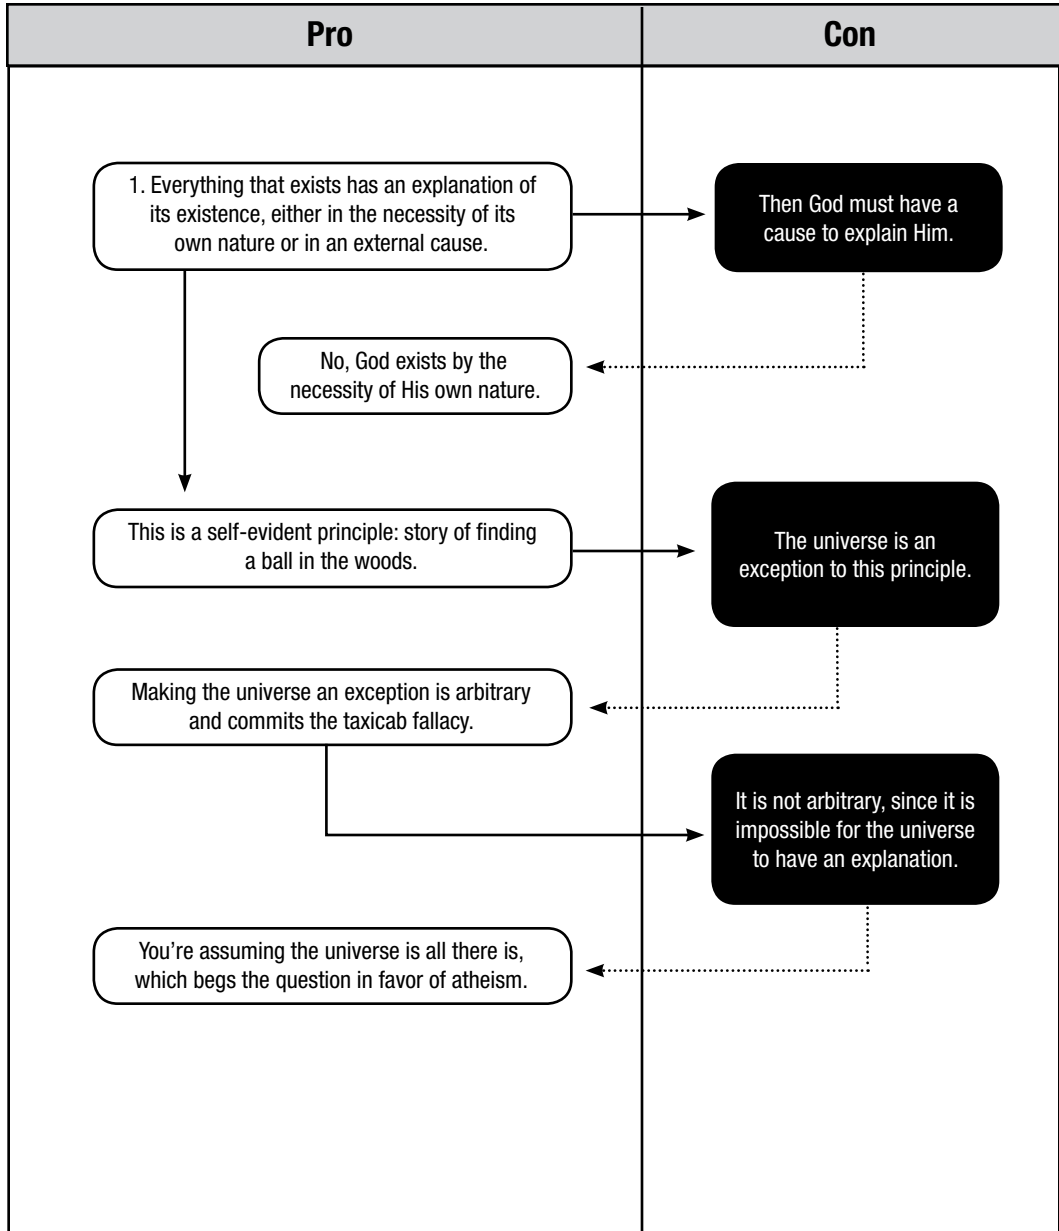 Pro
Con
1. Everything that exists has an explanation of
its existence, either in the necessity of its
own nature or in an external cause.
Then God must have a
cause to explain Him.
No, God exists by the
necessity of His own nature.
This is a self-evident principle: story of finding
a ball in the woods.
The universe is an
exception to this principle.
Making the universe an exception is arbitrary
and commits the taxicab fallacy.
It is not arbitrary, since it is
impossible for the universe
to have an explanation.
You’re assuming the universe is all there is,
which begs the question in favor of atheism.